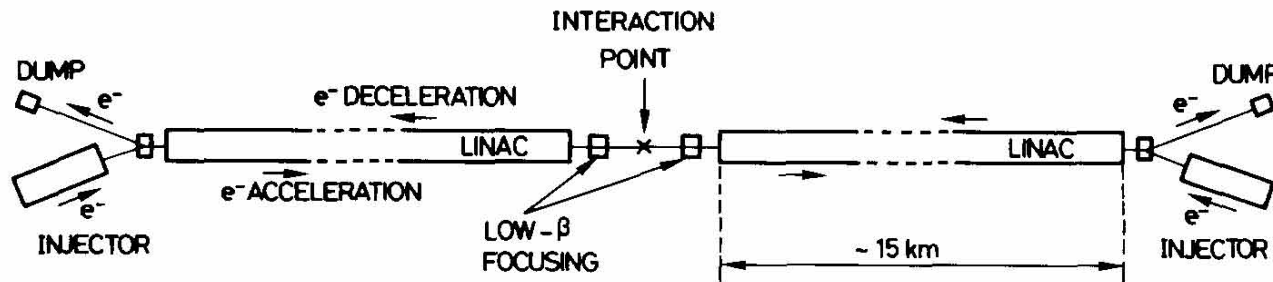 INTERACTION
POINT
DUMP
e⁻
e⁻ DECELERATION
LINAC
e⁻ ACCELERATION
e⁻
INJECTOR
LOW-β
FOCUSING
LINAC
~ 15 km
DUMP
e⁻
e⁻
INJECTOR